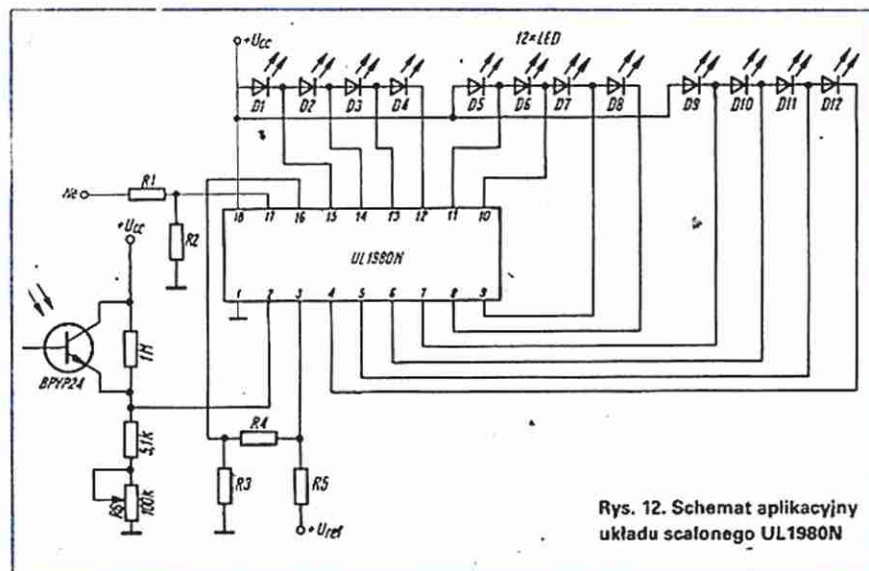 +Ucc
12×LED
D1 D2 D3 D4 D5 D6 D7 D8 D9 D10 D11 D12
R1
We
R2
+Ucc
18 17 16 15 14 13 12 11 10
UL1980N
1 2 3 4 5 6 7 8 9
1M
BPYP24
5,1k
R4
R3
R5
100k
+Uref
Rys. 12. Schemat aplikacyjny
układu scalonego UL1980N